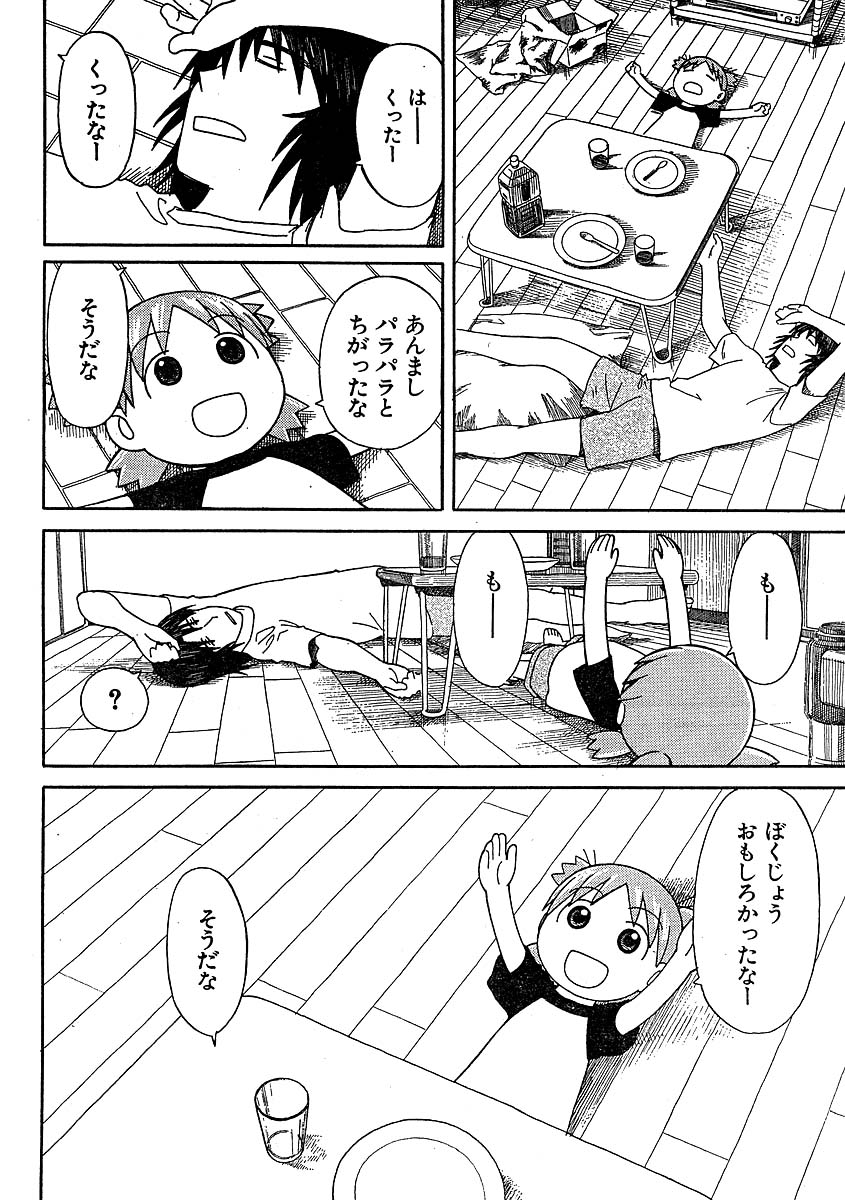 はーー
くったー
くったなー
あんまし
パラパラと
ちがったな
そうだな
もーー
もーー
？
ぼくじょう
おもしろかったなー
そうだな